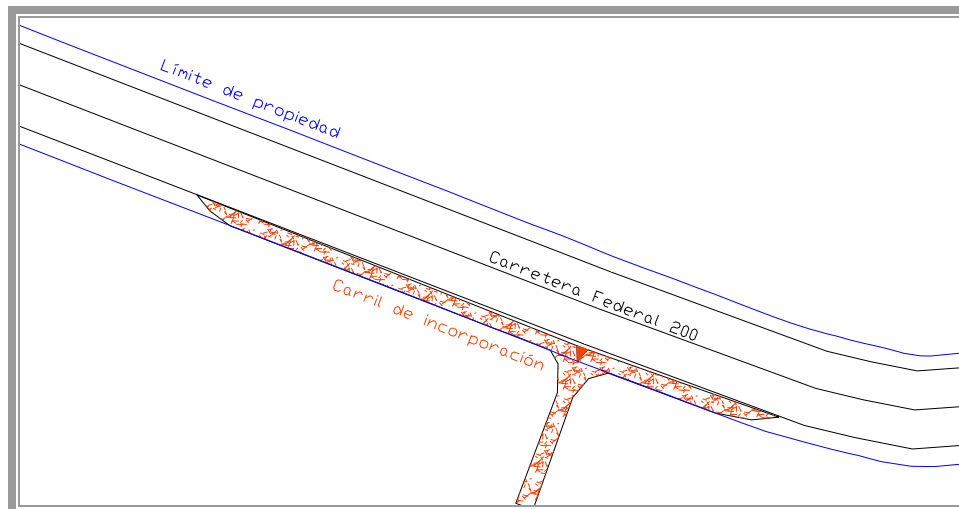 Límite de propiedad
Carretera Federal 200
Carril de incorporación